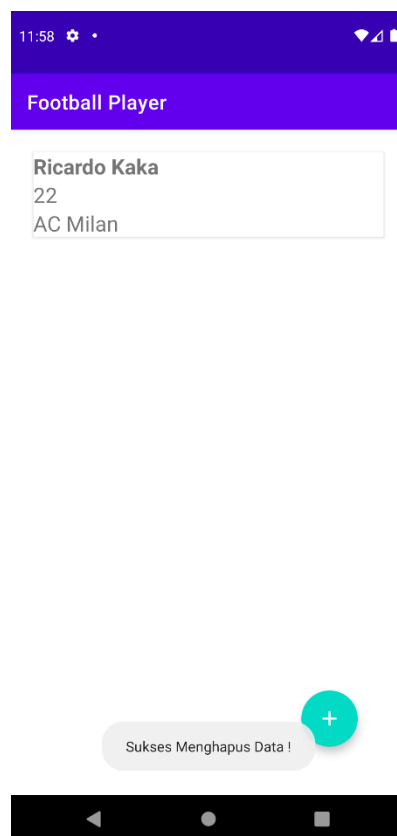 11:58
Football Player
Ricardo Kaka
22
AC Milan
+
Sukses Menghapus Data !